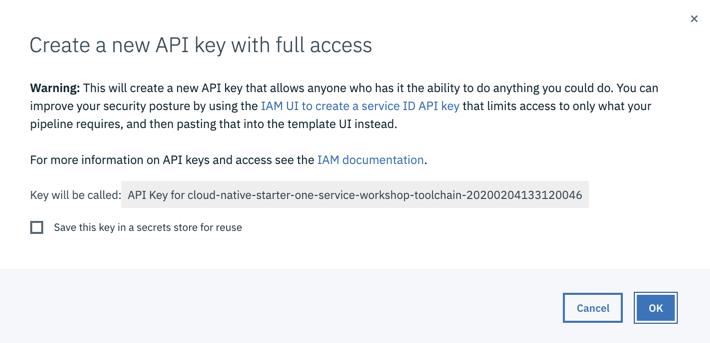 ×
Create a new API key with full access
Warning: This will create a new API key that allows anyone who has it the ability to do anything you could do. You can
improve your security posture by using the IAM UI to create a service ID API key that limits access to only what your
pipeline requires, and then pasting that into the template UI instead.
For more information on API keys and access see the IAM documentation.
Key will be called: API Key for cloud-native-starter-one-service-workshop-toolchain-20200204133120046
Save this key in a secrets store for reuse
Cancel OK